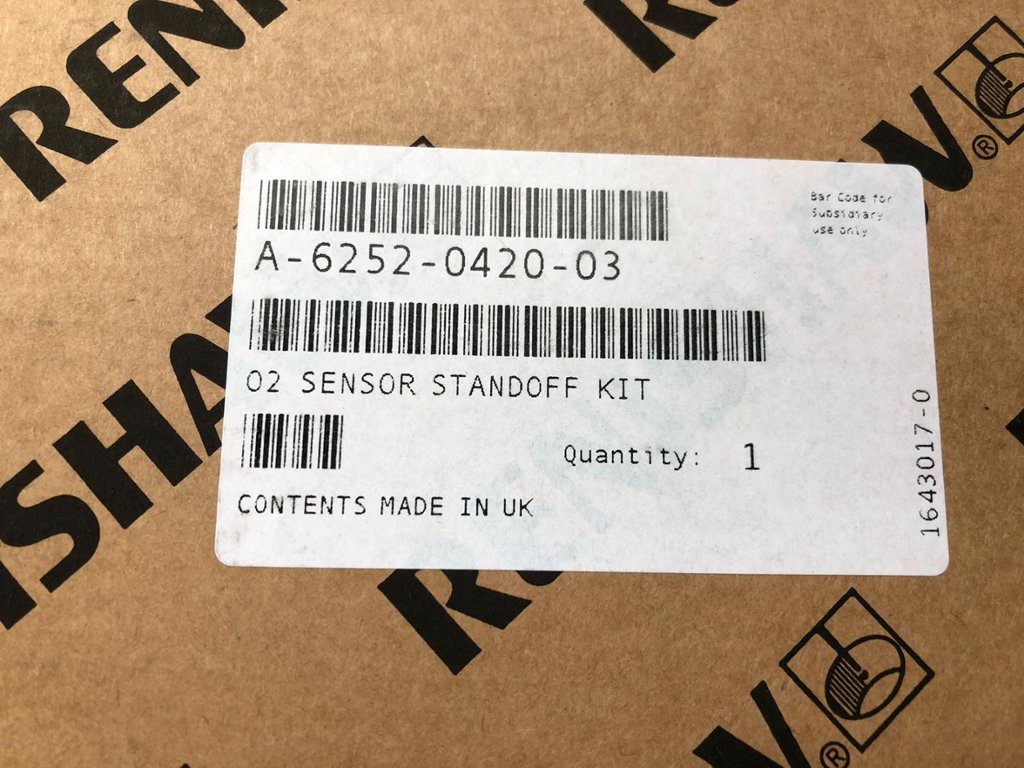 RENI
R
V
®
Bar Code for
Subsidiary
use only
A-6252-0420-03
O2 SENSOR STANDOFF KIT
Quantity: 1
CONTENTS MADE IN UK
1643017-0
ISHA
RE
V
®